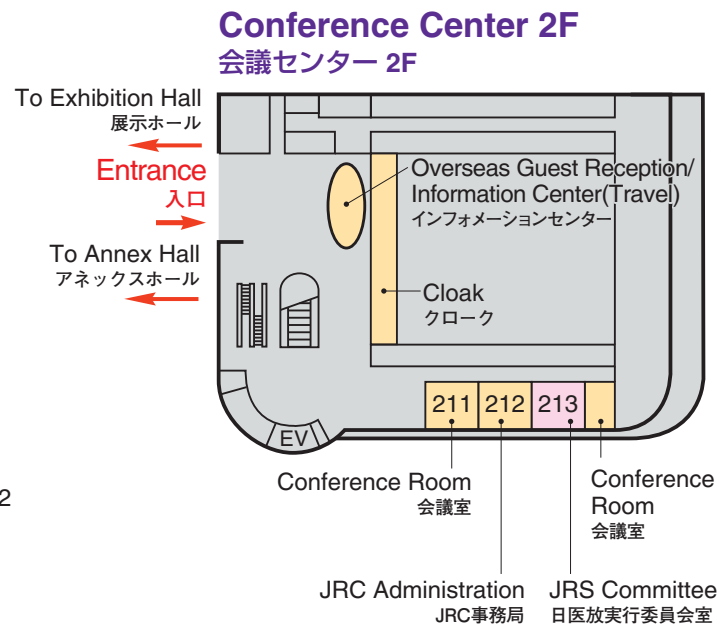 Conference Center 2F
会議センター 2F
To Exhibition Hall
展示ホール
Entrance
入口
To Annex Hall
アネックスホール
Overseas Guest Reception/
Information Center(Travel)
インフォメーションセンター
Cloak
クローク
211 212 213
EV
2
Conference Room
会議室
Conference
Room
会議室
JRC Administration
JRC事務局
JRS Committee
日医放実行委員会室